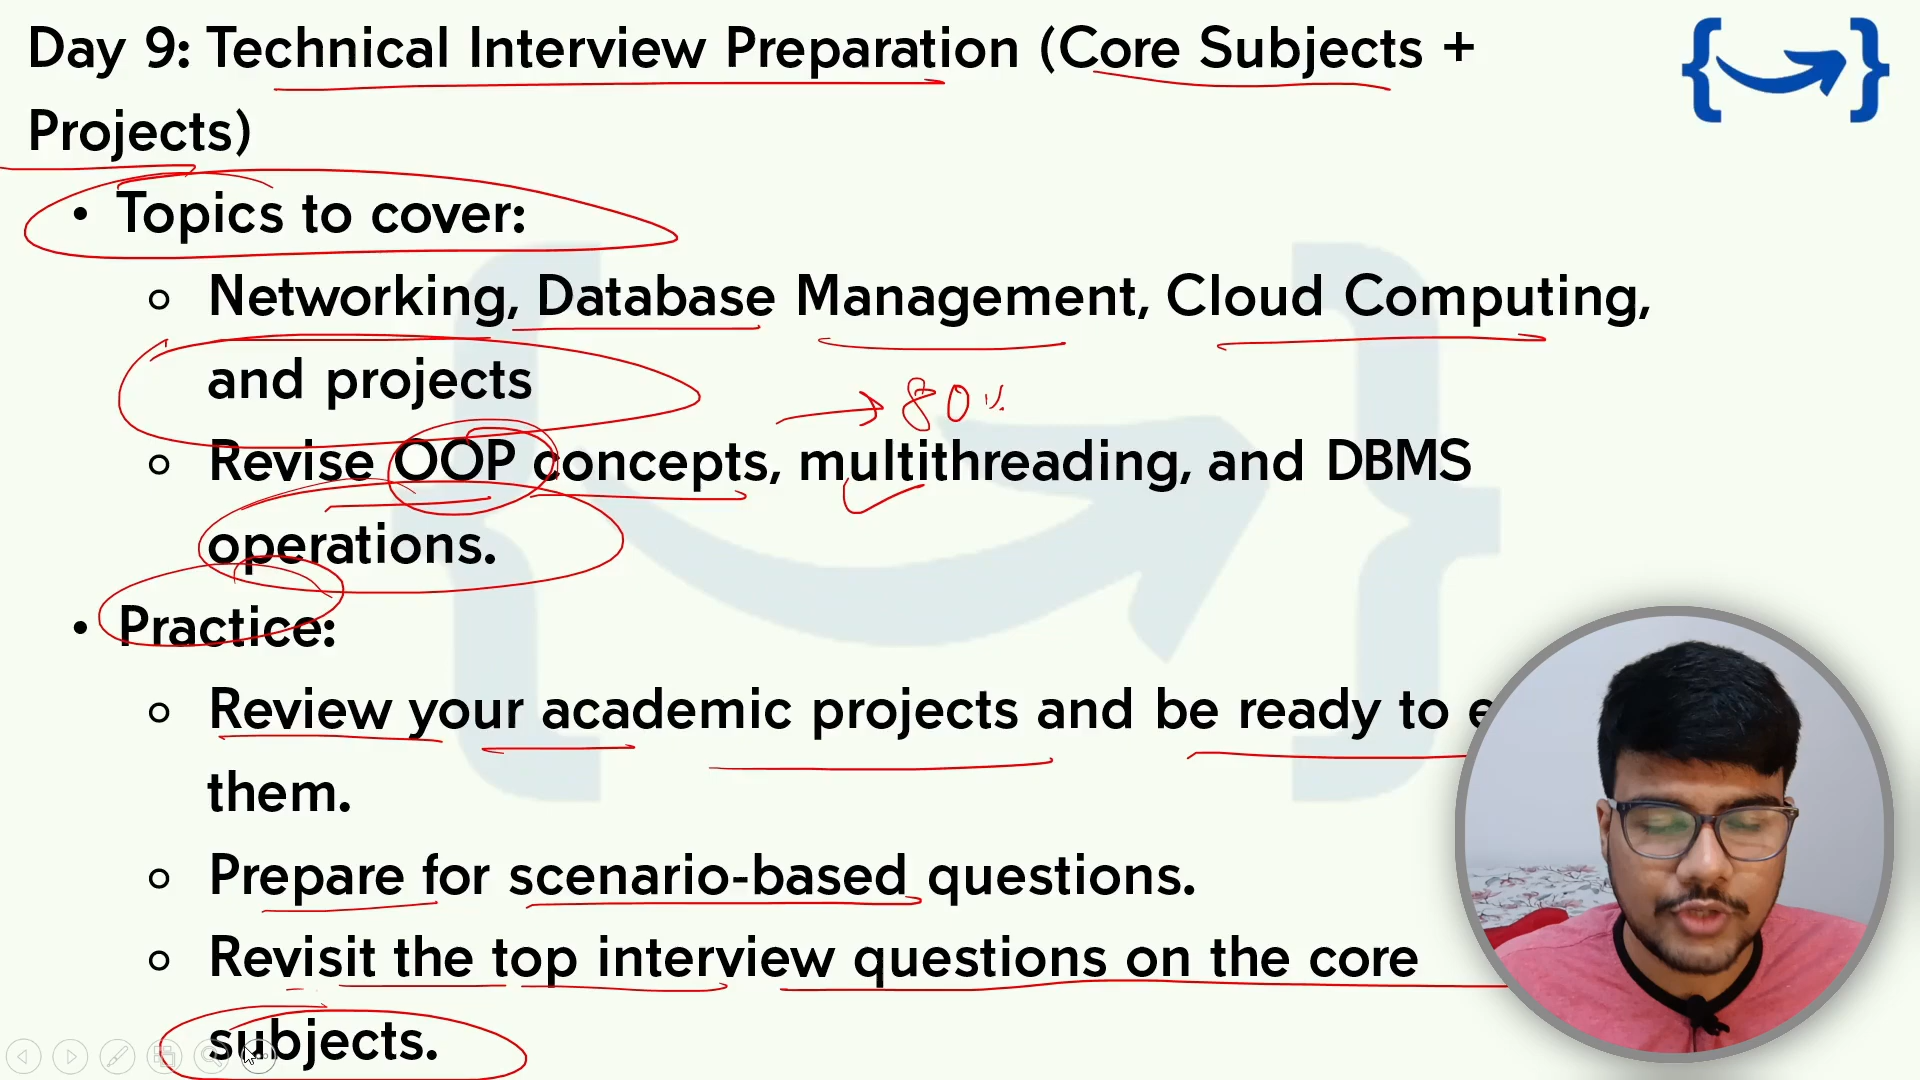 Day 9: Technical Interview Preparation (Core Subjects +
Projects)
• Topics to cover:
○ Networking, Database Management, Cloud Computing,
and projects
→ 80%
○ Revise OOP concepts, multithreading, and DBMS
operations.
• Practice:
○ Review your academic projects and be ready to e
them.
○ Prepare for scenario-based questions.
○ Revisit the top interview questions on the core
subjects.